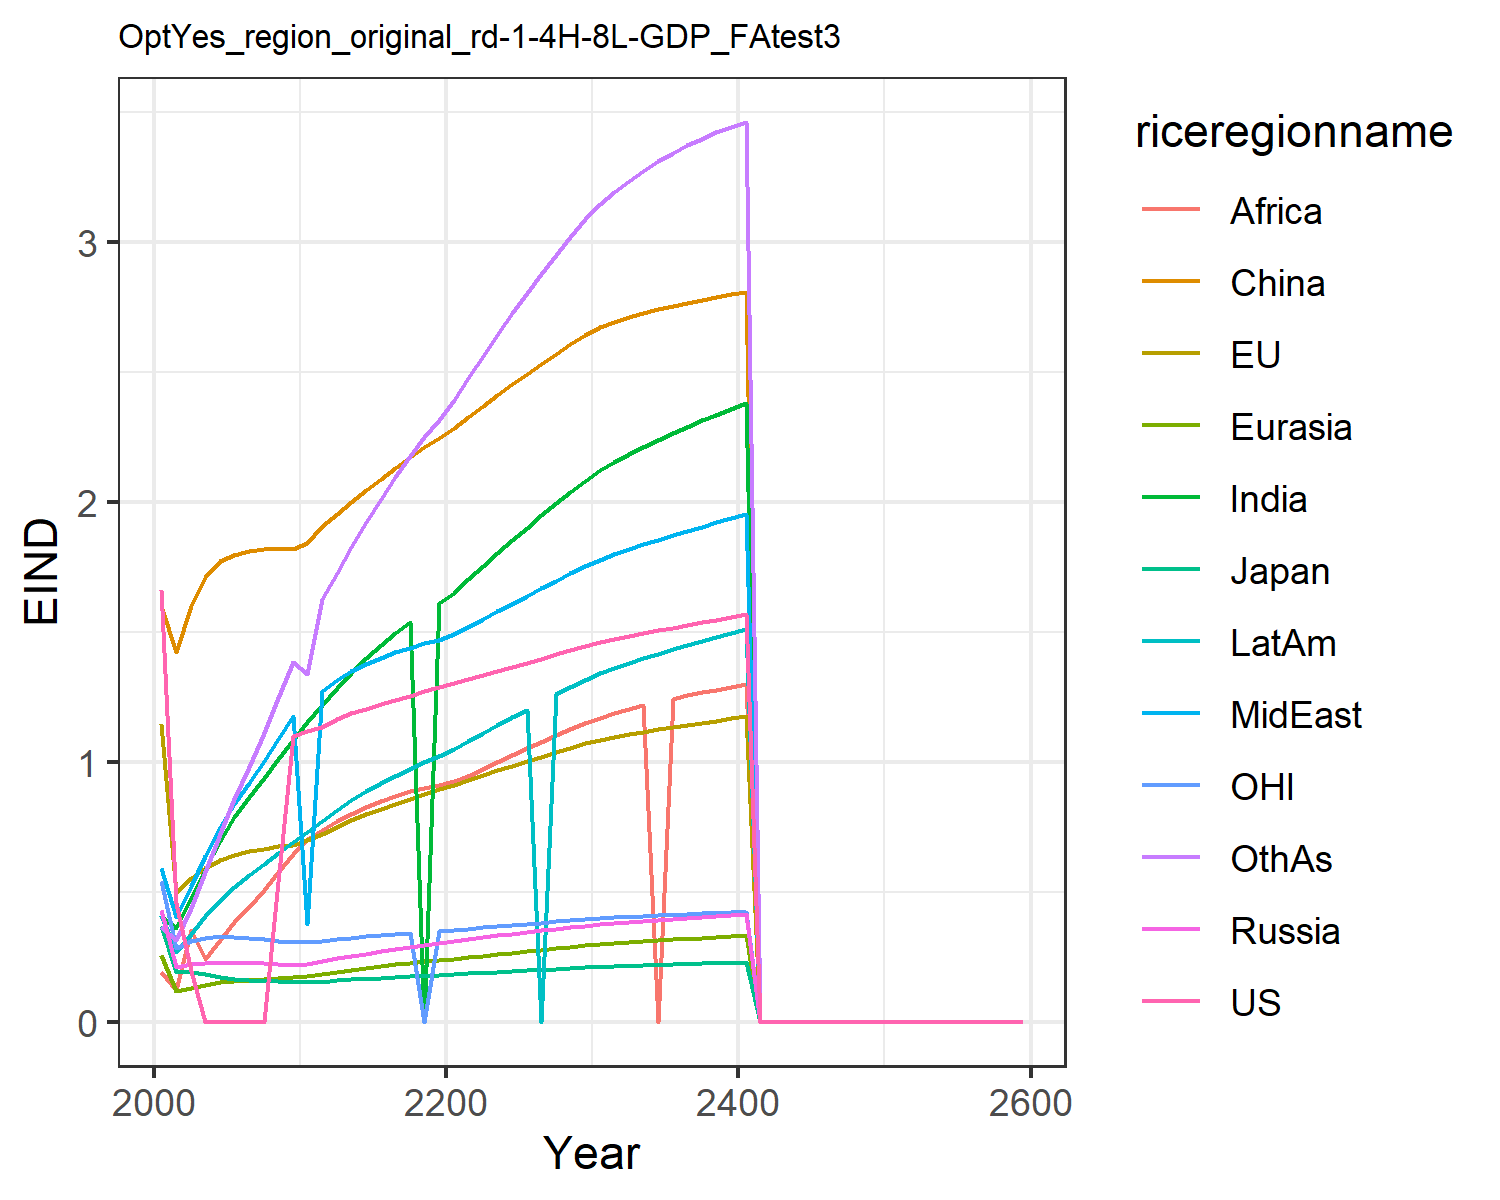 OptYes_region_original_rd-1-4H-8L-GDP_FAtest3
EIND
3
2
1
0
2000
2200
2400
2600
Year
riceregionname
Africa
China
EU
Eurasia
India
Japan
LatAm
MidEast
OHI
OthAs
Russia
US